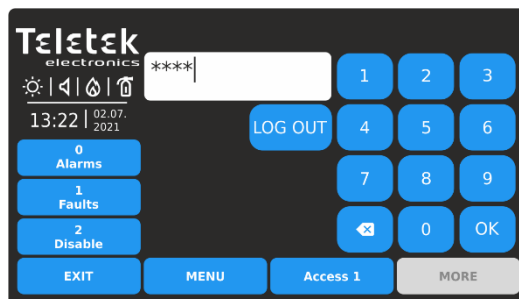 Teletek
electronics
13:22 02.07.
2021
0
Alarms
1
Faults
2
Disable
****
LOG OUT
1 2 3
4 5 6
7 8 9
0 OK
EXIT MENU Access 1 MORE